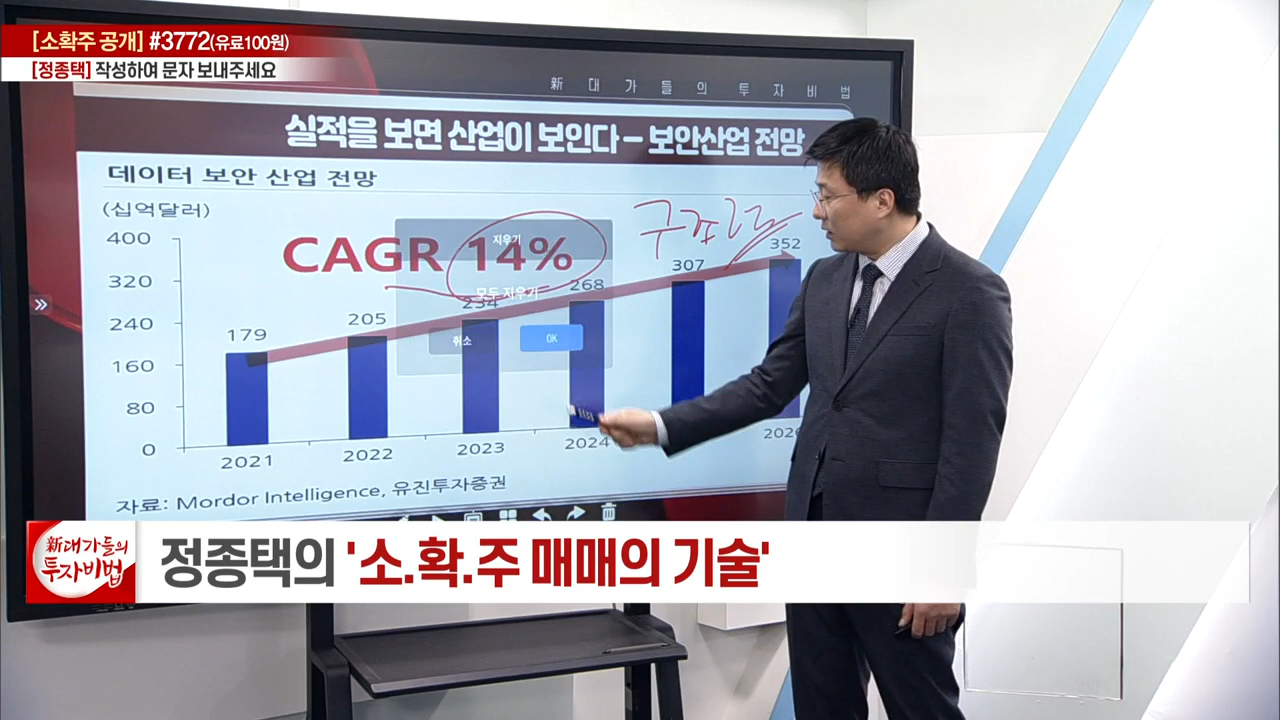 [소확주 공개] #3772(유료100원)
[정종택] 작성하여 문자 보내주세요
新 대 가 들 의 투 자 비 법
실적을 보면 산업이 보인다 – 보안산업 전망
데이터 보안 산업 전망
(십억달러)
400
320
240
160
80
0
CAGR 14%
지우기
모두 지우기
취소
OK
179
205
234
268
307
352
2021
2022
2023
2024
2026
자료: Mordor Intelligence, 유진투자증권
新대가들의
투자비법
정종택의 '소.확.주 매매의 기술'